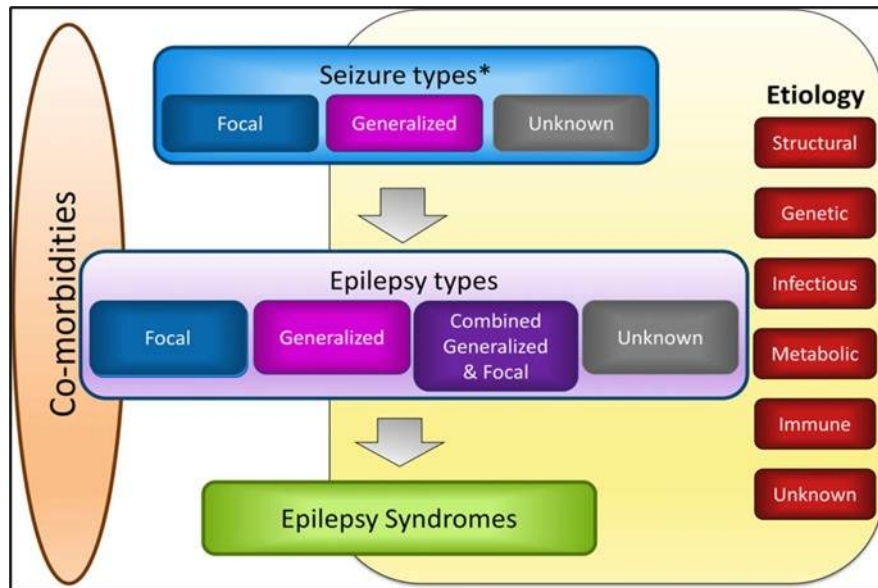 Co-morbidities
Seizure types*
Focal
Generalized
Unknown
Epilepsy types
Focal
Generalized
Combined
Generalized
& Focal
Unknown
Epilepsy Syndromes
Etiology
Structural
Genetic
Infectious
Metabolic
Immune
Unknown